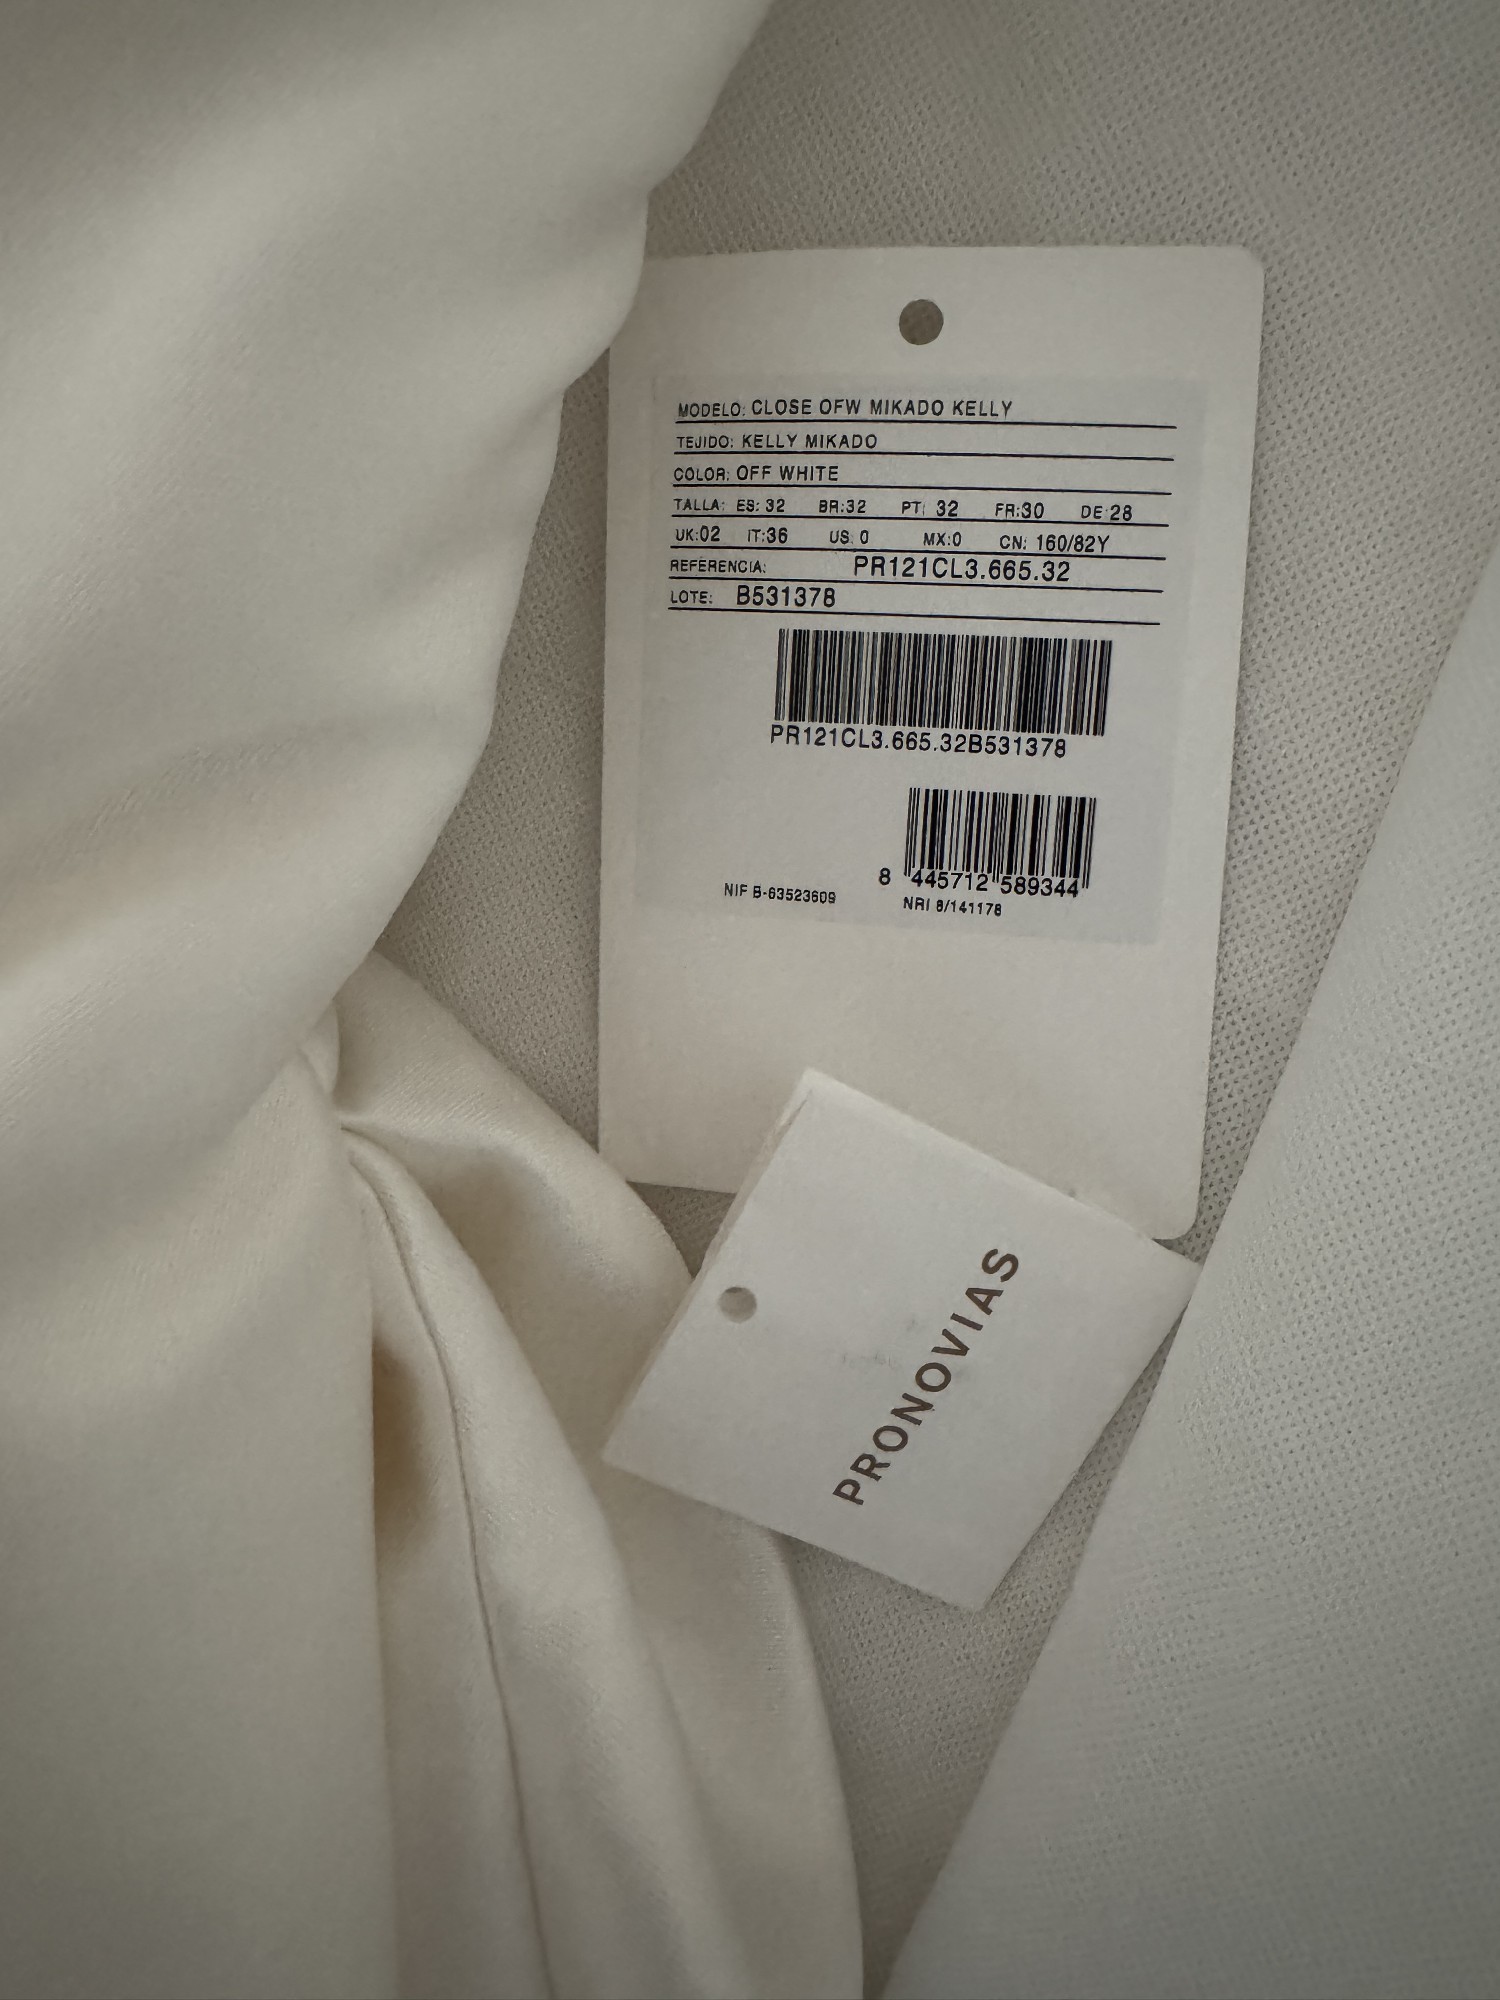 MODELO: CLOSE OFW MIKADO KELLY
TEJIDO: KELLY MIKADO
COLOR: OFF WHITE
TALLA: ES: 32 BR:32 PT: 32 FR:30 DE:28
UK:02 IT:36 US: 0 MX:0 CN: 160/82Y
REFERENCIA: PR121CL3.665.32
LOTE: B531378
PR121CL3.665.32B531378
8 445712 589344
NIF B-63523609 NRI 8/141178
PRONOVIAS